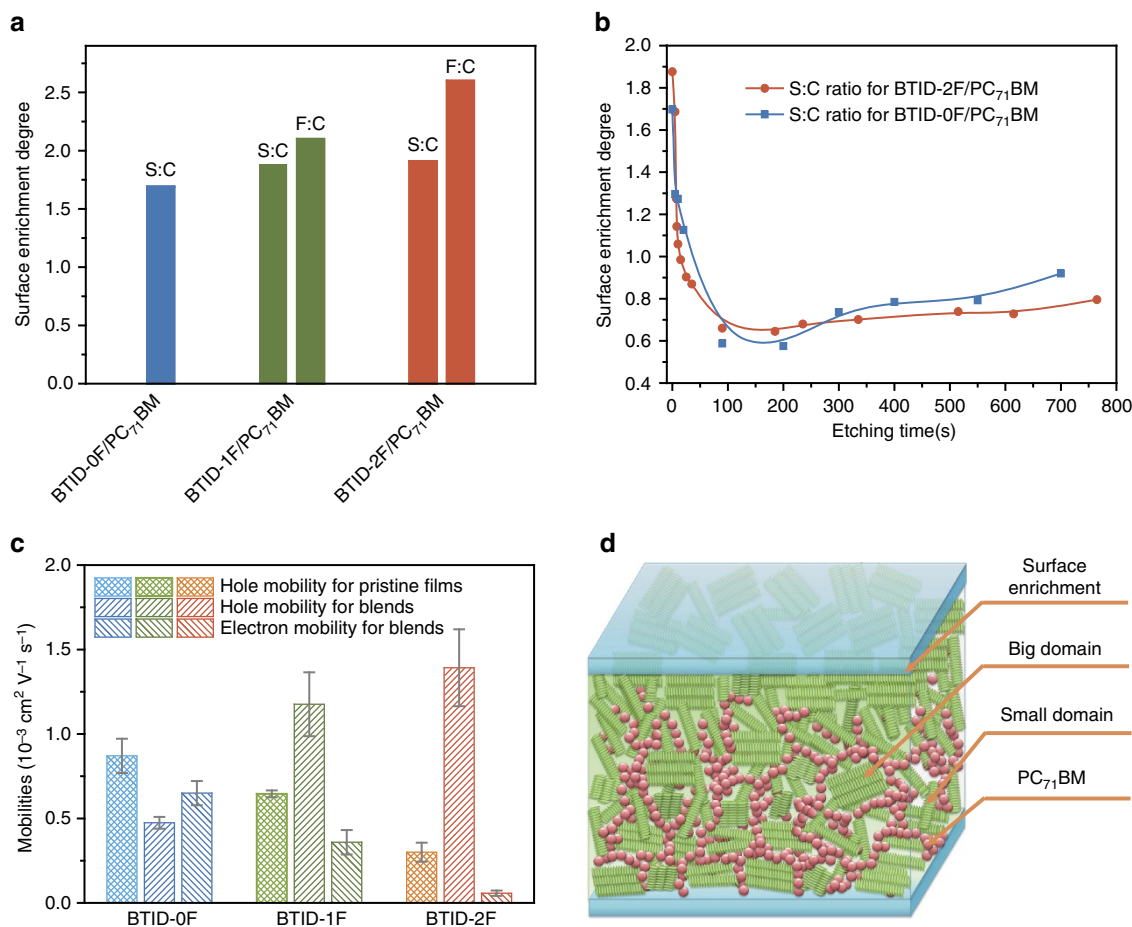 a
Surface enrichment degree
2.5
2.0
1.5
1.0
0.5
0.0
S:C
S:C
F:C
S:C
F:C
BTID-0F/PC₇₁BM
BTID-1F/PC₇₁BM
BTID-2F/PC₇₁BM
b
Surface enrichment degree
2.0
1.8
1.6
1.4
1.2
1.0
0.8
0.6
0.4
S:C ratio for BTID-2F/PC₇₁BM
S:C ratio for BTID-0F/PC₇₁BM
0 100 200 300 400 500 600 700 800
Etching time(s)
c
Mobilities (10⁻³ cm² V⁻¹ s⁻¹)
2.0
1.5
1.0
0.5
0.0
Hole mobility for pristine films
Hole mobility for blends
Electron mobility for blends
BTID-0F BTID-1F BTID-2F
d
Surface
enrichment
Big domain
Small domain
PC₇₁BM